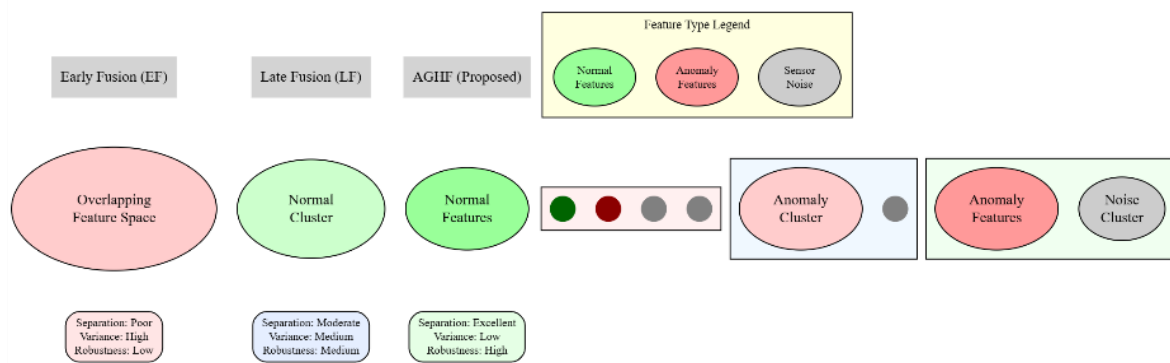 Feature Type Legend
Early Fusion (EF)
Late Fusion (LF)
AGHF (Proposed)
Normal
Features
Anomaly
Features
Sensor
Noise
Overlapping
Feature Space
Normal
Cluster
Normal
Features
Anomaly
Cluster
Anomaly
Features
Noise
Cluster
Separation: Poor
Variance: High
Robustness: Low
Separation: Moderate
Variance: Medium
Robustness: Medium
Separation: Excellent
Variance: Low
Robustness: High